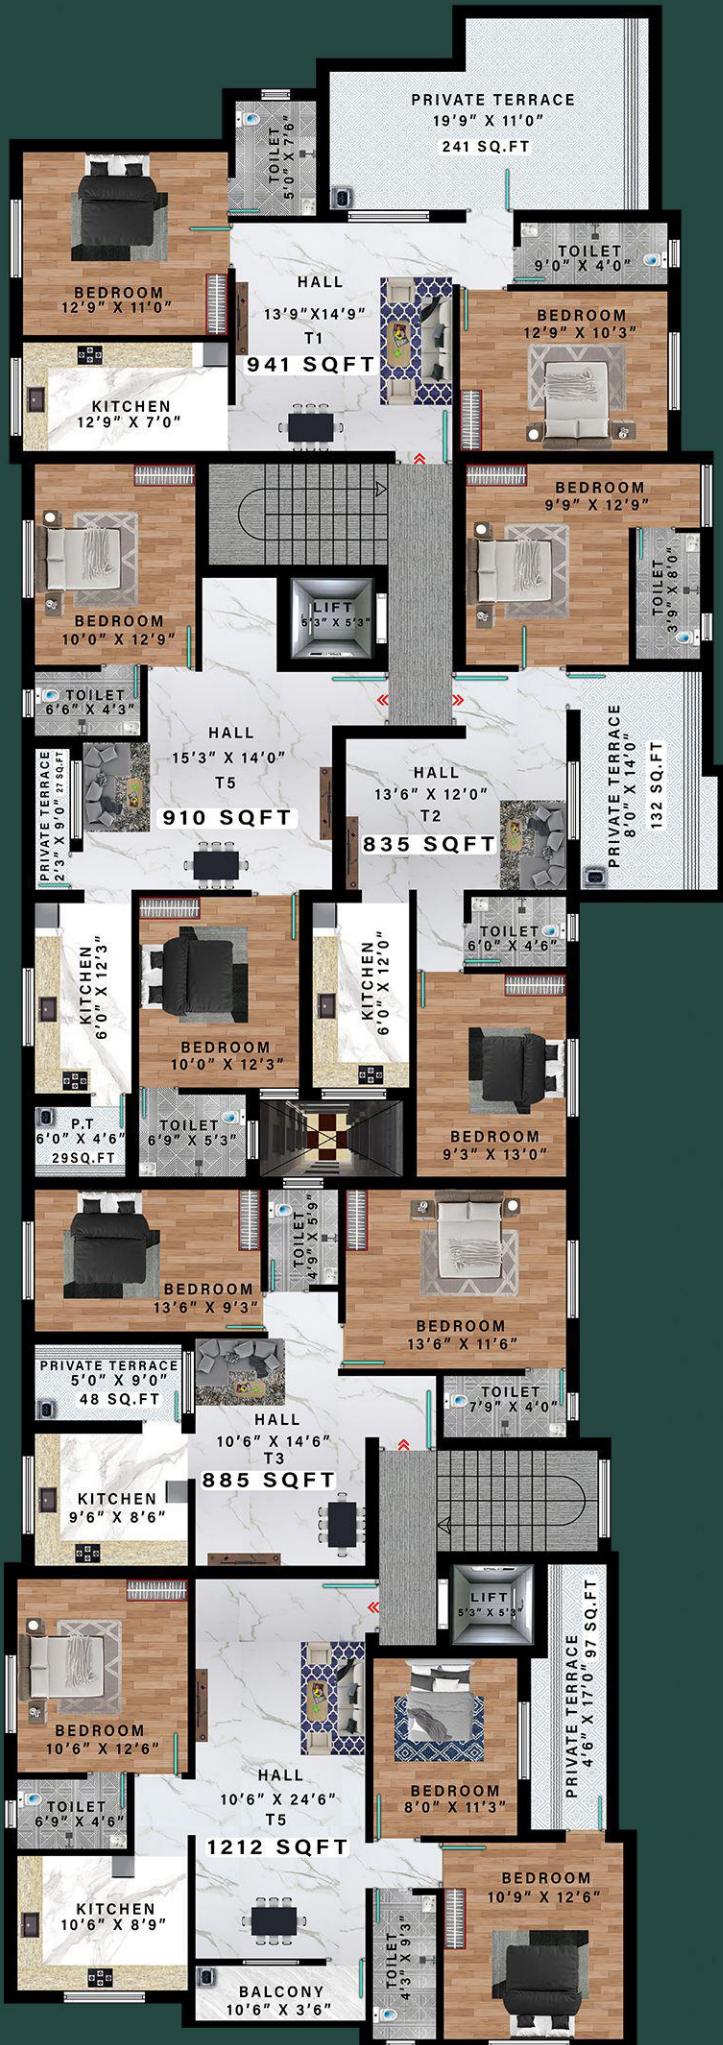 PRIVATE TERRACE
19'9" X 11'0"
241 SQ.FT
TOILET
5'0" X 7'6"
TOILET
9'0" X 4'0"
BEDROOM
12'9" X 11'0"
HALL
13'9"X14'9"
T1
941 SQFT
BEDROOM
12'9" X 10'3"
KITCHEN
12'9" X 7'0"
BEDROOM
9'9" X 12'9"
BEDROOM
10'0" X 12'9"
LIFT
5'3" X 5'3"
TOILET
3'9" X 8'0"
TOILET
6'6" X 4'3"
HALL
15'3" X 14'0"
T5
910 SQFT
PRIVATE TERRACE
2'3" X 9'0" 27 SQ.FT
HALL
13'6" X 12'0"
T2
835 SQFT
PRIVATE TERRACE
8'0" X 14'0"
132 SQ.FT
KITCHEN
6'0" X 12'3"
BEDROOM
10'0" X 12'3"
KITCHEN
6'0" X 12'0"
TOILET
6'0" X 4'6"
P.T
6'0" X 4'6"
29SQ.FT
TOILET
6'9" X 5'3"
BEDROOM
9'3" X 13'0"
BEDROOM
13'6" X 9'3"
TOILET
4'9" X 5'9"
BEDROOM
13'6" X 11'6"
PRIVATE TERRACE
5'0" X 9'0"
48 SQ.FT
TOILET
7'9" X 4'0"
HALL
10'6" X 14'6"
T3
885 SQFT
KITCHEN
9'6" X 8'6"
LIFT
5'3" X 5'3"
PRIVATE TERRACE
4'6" X 17'0" 97 SQ.FT
BEDROOM
10'6" X 12'6"
HALL
10'6" X 24'6"
T5
1212 SQFT
BEDROOM
8'0" X 11'3"
TOILET
6'9" X 4'6"
BEDROOM
10'9" X 12'6"
KITCHEN
10'6" X 8'9"
TOILET
4'3" X 9'3"
BALCONY
10'6" X 3'6"